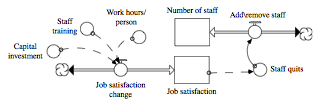 Staff
training
Work hours/
person
Number of staff
Add\remove staff
Capital
investment
Job satisfaction
change
Job satisfaction
Staff quits